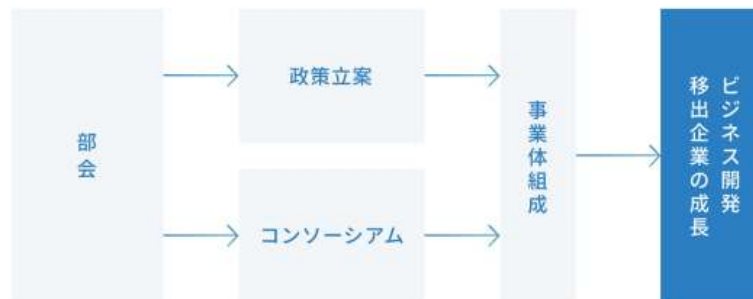 部会
政策立案
コンソーシアム
事業体組成
ビジネス開発
移出企業の成長